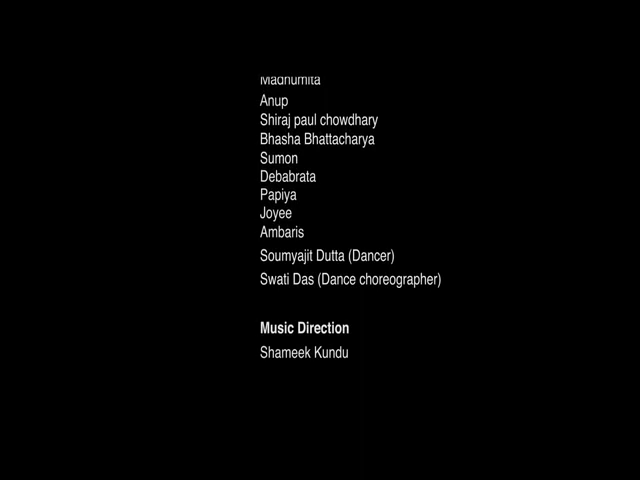 Madhumita
Anup
Shiraj paul chowdhary
Bhasha Bhattacharya
Sumon
Debabrata
Papiya
Joyee
Ambaris
Soumyajit Dutta (Dancer)
Swati Das (Dance choreographer)
Music Direction
Shameek Kundu